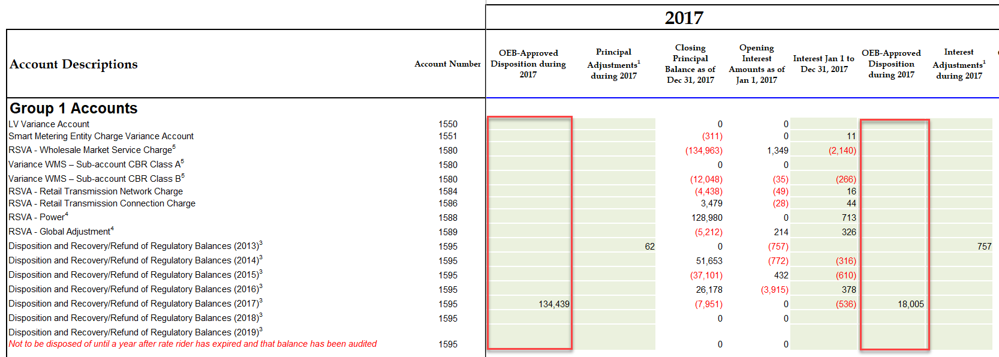 2017
Account Descriptions
Account Number
OEB-Approved
Disposition during
2017
Principal
Adjustments1
during 2017
Closing
Principal
Balance as of
Dec 31, 2017
Opening
Interest
Amounts as of
Jan 1, 2017
Interest Jan 1 to
Dec 31, 2017
OEB-Approved
Disposition
during 2017
Interest
Adjustments1
during 2017
Group 1 Accounts
LV Variance Account 1550 0 0
Smart Metering Entity Charge Variance Account 1551 (311) 0 11
RSVA - Wholesale Market Service Charge5 1580 (134,963) 1,349 (2,140)
Variance WMS – Sub-account CBR Class A5 1580 0 0
Variance WMS – Sub-account CBR Class B5 1580 (12,048) (35) (266)
RSVA - Retail Transmission Network Charge 1584 (4,438) (49) 16
RSVA - Retail Transmission Connection Charge 1586 3,479 (28) 44
RSVA - Power4 1588 128,980 0 713
RSVA - Global Adjustment4 1589 (5,212) 214 326
Disposition and Recovery/Refund of Regulatory Balances (2013)3 1595 62 0 (757) 757
Disposition and Recovery/Refund of Regulatory Balances (2014)3 1595 51,653 (772) (316)
Disposition and Recovery/Refund of Regulatory Balances (2015)3 1595 (37,101) 432 (610)
Disposition and Recovery/Refund of Regulatory Balances (2016)3 1595 26,178 (3,915) 378
Disposition and Recovery/Refund of Regulatory Balances (2017)3 1595 134,439 (7,951) 0 (536) 18,005
Disposition and Recovery/Refund of Regulatory Balances (2018)3 1595 0 0
Disposition and Recovery/Refund of Regulatory Balances (2019)3
Not to be disposed of until a year after rate rider has expired and that balance has been audited 1595 0 0